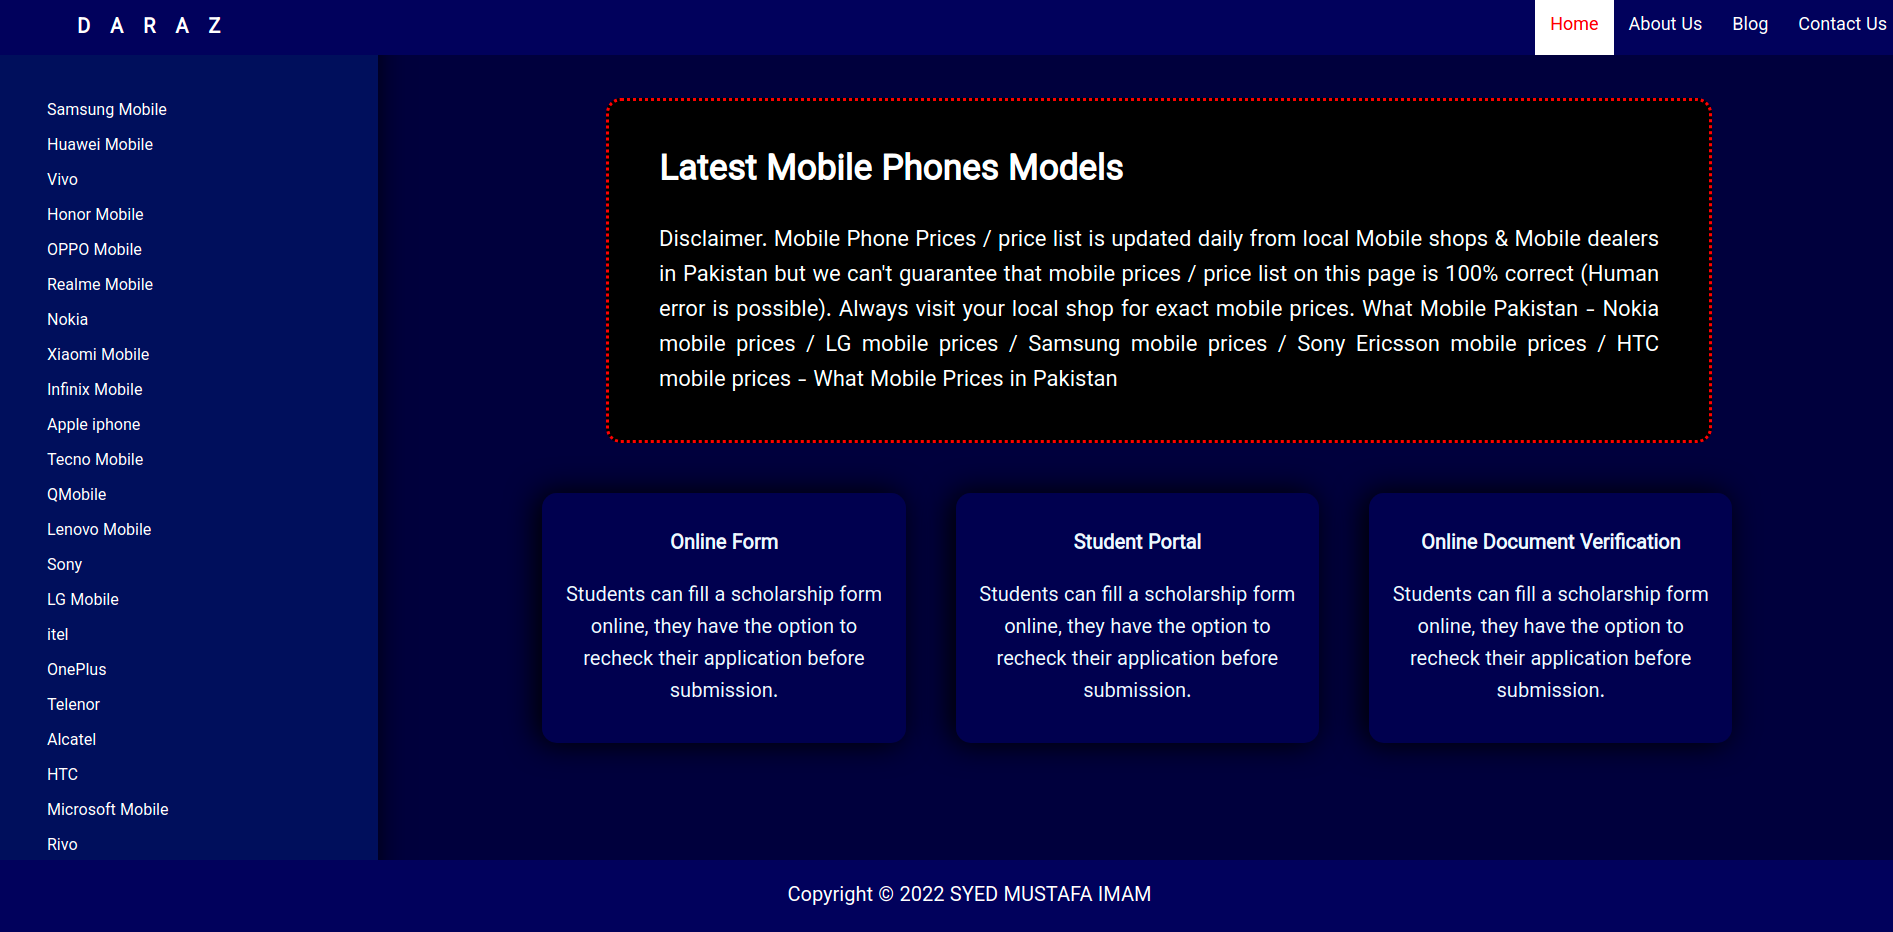 D A R A Z
Home About Us Blog Contact Us
Samsung Mobile
Huawei Mobile
Vivo
Honor Mobile
OPPO Mobile
Realme Mobile
Nokia
Xiaomi Mobile
Infinix Mobile
Apple iphone
Tecno Mobile
QMobile
Lenovo Mobile
Sony
LG Mobile
itel
OnePlus
Telenor
Alcatel
HTC
Microsoft Mobile
Rivo
Latest Mobile Phones Models
Disclaimer. Mobile Phone Prices / price list is updated daily from local Mobile shops & Mobile dealers
in Pakistan but we can't guarantee that mobile prices / price list on this page is 100% correct (Human
error is possible). Always visit your local shop for exact mobile prices. What Mobile Pakistan - Nokia
mobile prices / LG mobile prices / Samsung mobile prices / Sony Ericsson mobile prices / HTC
mobile prices - What Mobile Prices in Pakistan
Online Form
Students can fill a scholarship form
online, they have the option to
recheck their application before
submission.
Student Portal
Students can fill a scholarship form
online, they have the option to
recheck their application before
submission.
Online Document Verification
Students can fill a scholarship form
online, they have the option to
recheck their application before
submission.
Copyright © 2022 SYED MUSTAFA IMAM